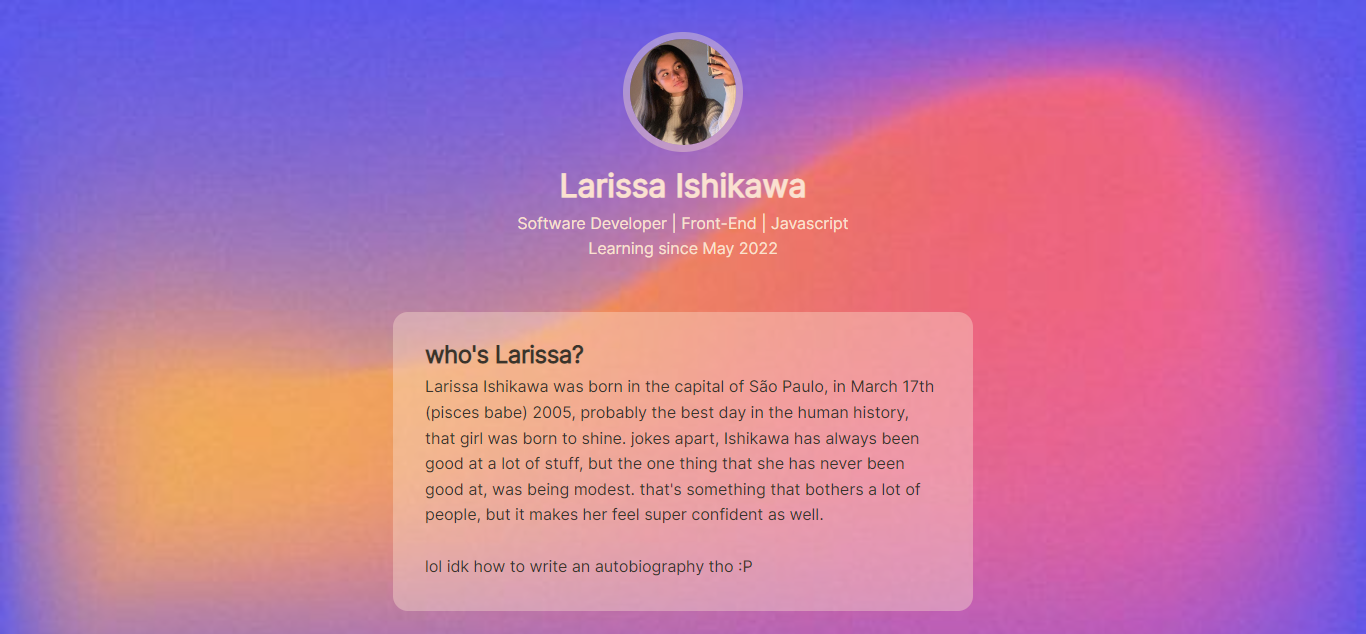 Larissa Ishikawa
Software Developer | Front-End | Javascript
Learning since May 2022
who's Larissa?
Larissa Ishikawa was born in the capital of São Paulo, in March 17th
(pisces babe) 2005, probably the best day in the human history,
that girl was born to shine. jokes apart, Ishikawa has always been
good at a lot of stuff, but the one thing that she has never been
good at, was being modest. that's something that bothers a lot of
people, but it makes her feel super confident as well.
lol idk how to write an autobiography tho :P